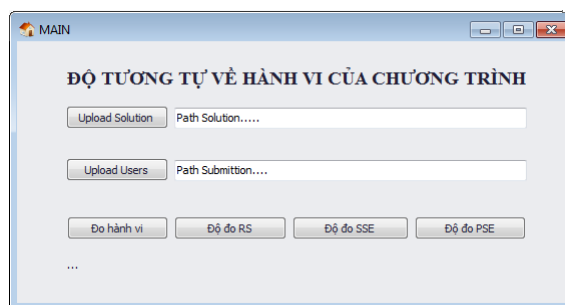 MAIN
ĐỘ TƯƠNG TỰ VỀ HÀNH VI CỦA CHƯƠNG TRÌNH
Upload Solution Path Solution.....
Upload Users Path Submittion....
Đo hành vi Độ đo RS Độ đo SSE Độ đo PSE
...